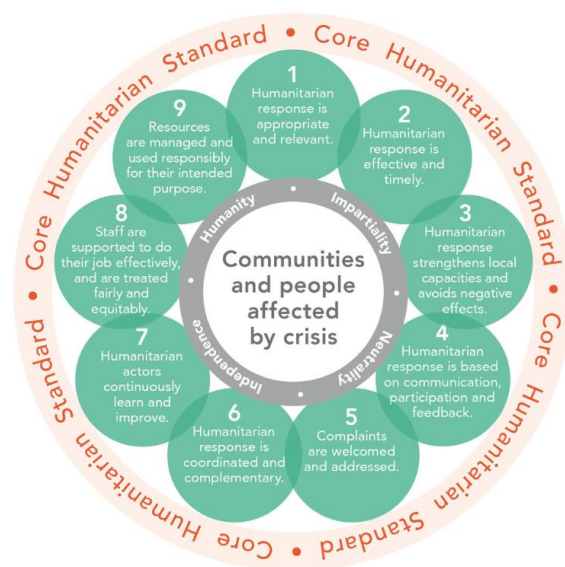 Core Humanitarian Standard • Core Humanitarian Standard • Core Humanitarian Standard • Core Humanitarian Standard •
1
Humanitarian
response is
appropriate
and relevant.
2
Humanitarian
response is
effective and
timely.
3
Humanitarian
response
strengthens local
capacities and
avoids negative
effects.
4
Humanitarian
response is based
on communication,
participation and
feedback.
5
Complaints
are welcomed
and addressed.
6
Humanitarian
response is
coordinated and
complementary.
7
Humanitarian
actors
continuously
learn and
improve.
8
Staff are
supported to do
their job effectively,
and are treated
fairly and
equitably.
9
Resources
are managed and
used responsibly
for their intended
purpose.
Humanity • Impartiality • Neutrality • Independence •
Communities
and people
affected
by crisis